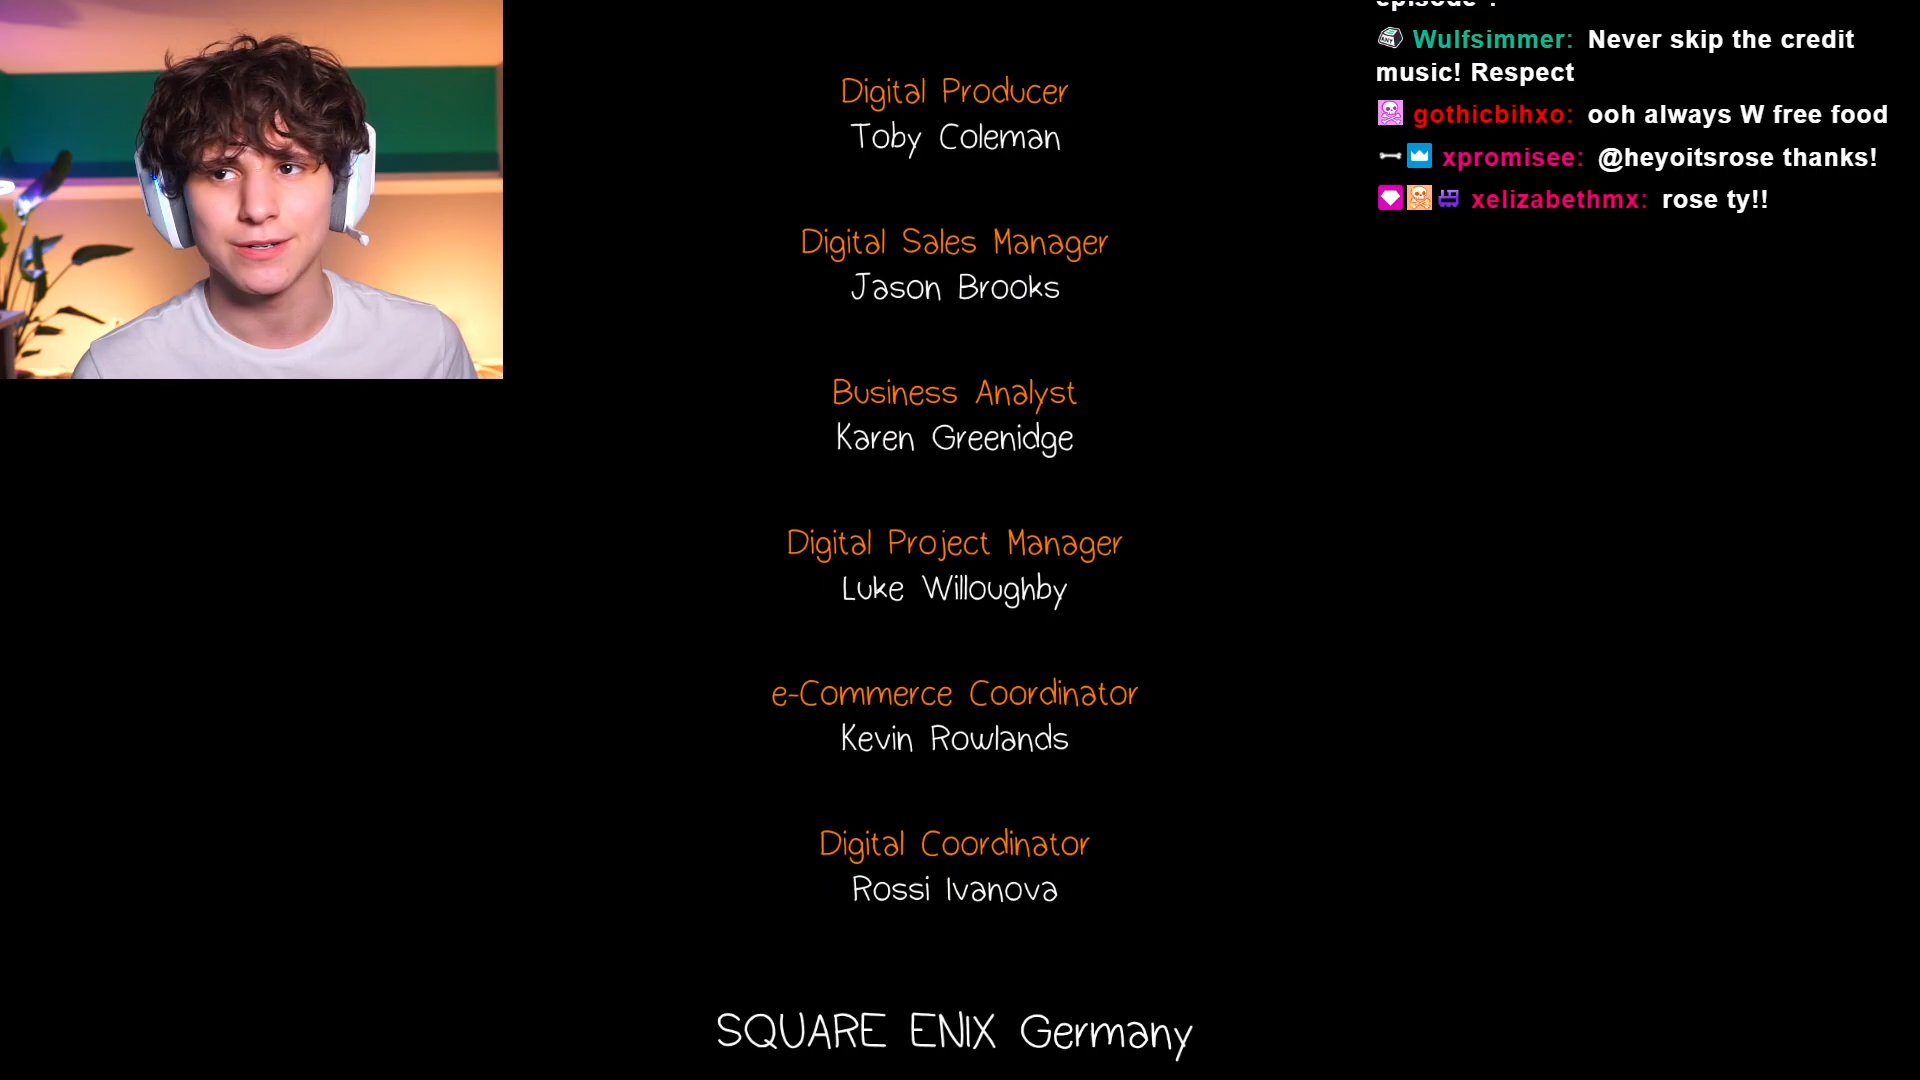 Digital Producer
Toby Coleman
Digital Sales Manager
Jason Brooks
Business Analyst
Karen Greenidge
Digital Project Manager
Luke Willoughby
e-Commerce Coordinator
Kevin Rowlands
Digital Coordinator
Rossi Ivanova
SQUARE ENIX Germany
Wulfsimmer: Never skip the credit
music! Respect
gothicbihxo: ooh always W free food
xpromisee: @heyoitsrose thanks!
xelizabethmx: rose ty!!